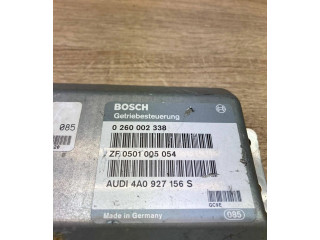 BOSCH
Getriebesteuerung
0 260 002 338
085
ZF 0501 005 054
AUDI 4A0 927 156 S
Made in Germany
085